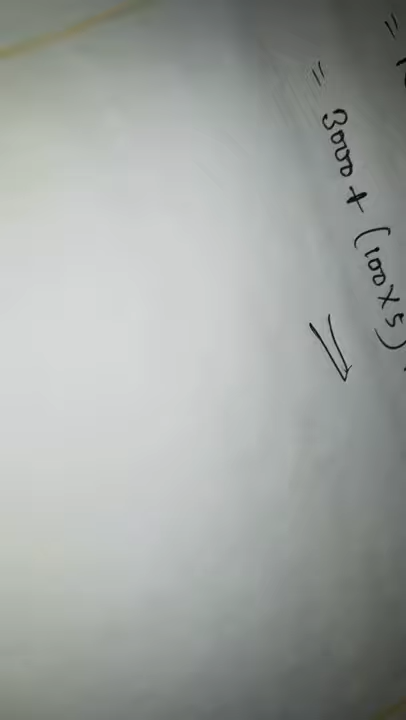 =
= 3000 + (100×5)
=